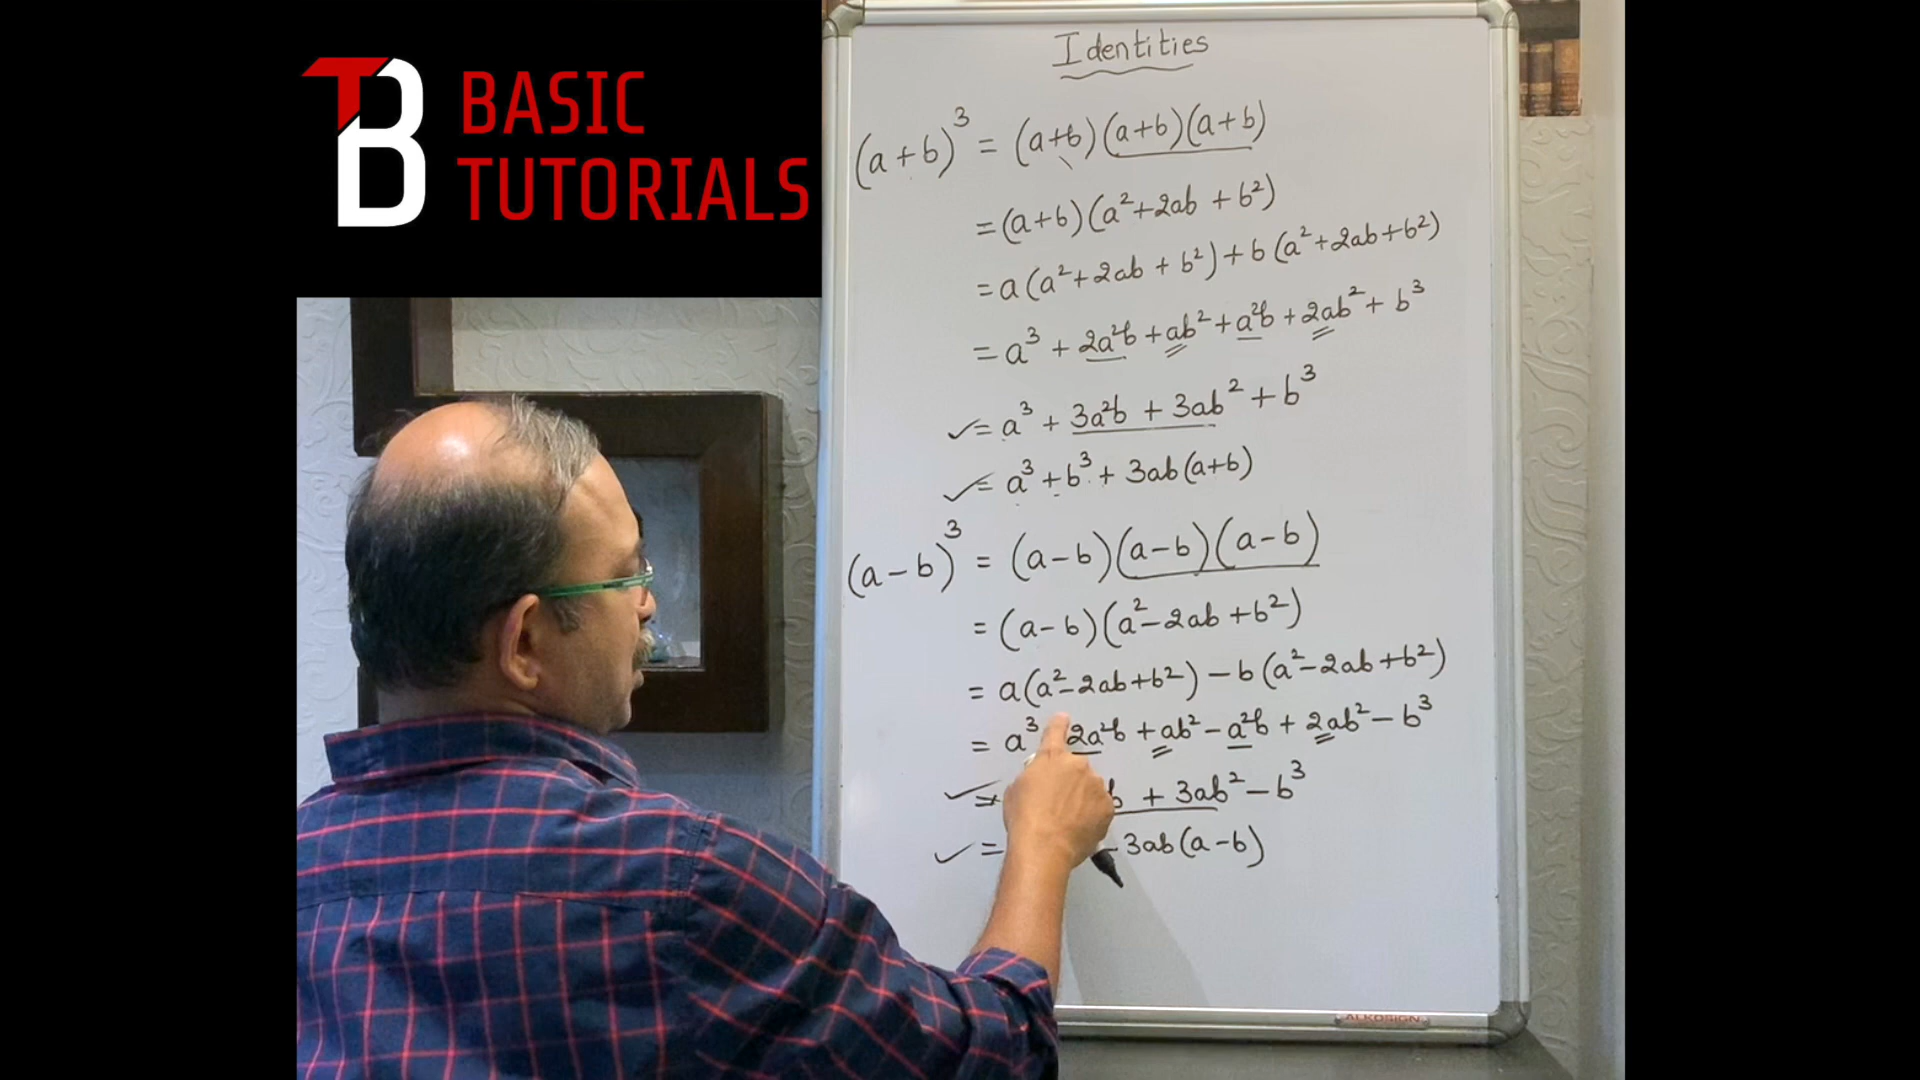 BASIC
TUTORIALS
Identities
(a+b)³ = (a+b)(a+b)(a+b)
= (a+b)(a²+2ab+b²)
= a(a²+2ab+b²)+b(a²+2ab+b²)
= a³+2a²b+ab²+a²b+2ab²+b³
✓= a³+3a²b+3ab²+b³
✓= a³+b³+3ab(a+b)
(a-b)³ = (a-b)(a-b)(a-b)
= (a-b)(a²-2ab+b²)
= a(a²-2ab+b²)-b(a²-2ab+b²)
= a³ 2a²b+ab²-a²b+2ab²-b³
✓= b+3ab²-b³
✓= -3ab(a-b)
ALKOSIGN